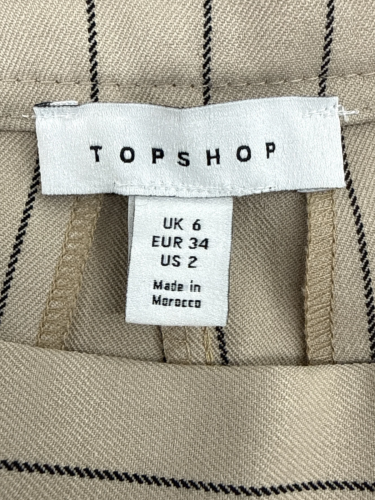 TOPSHOP
UK 6
EUR 34
US 2
Made in
Morocco